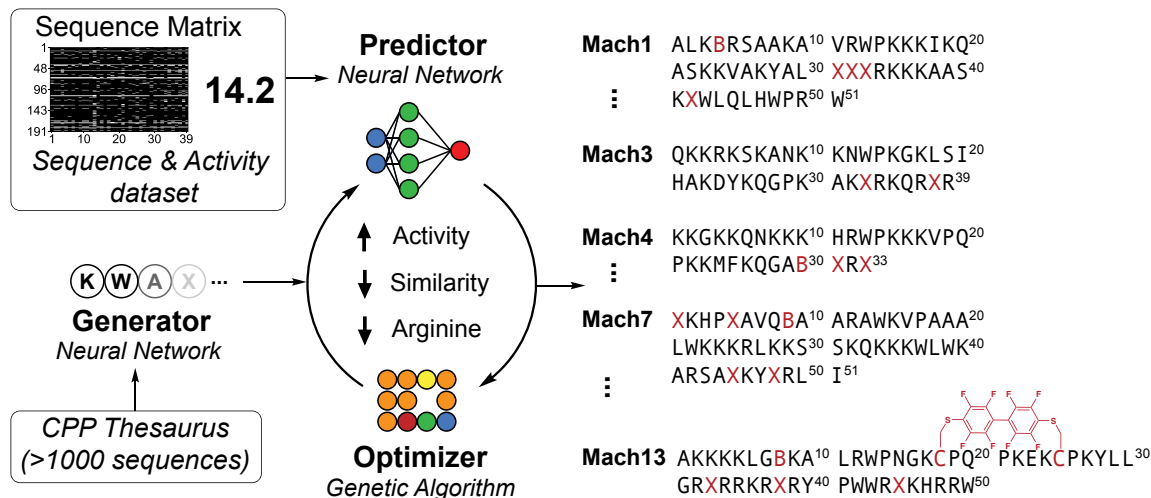 Sequence Matrix
1
48
96
143
191
1 10 20 30 39
14.2
Sequence & Activity
dataset
Predictor
Neural Network
Activity
Similarity
Arginine
K W A X ...
Generator
Neural Network
CPP Thesaurus
(>1000 sequences)
Optimizer
Genetic Algorithm
Mach1 ALKBRSAAKA10 VRWPKKKIKQ20
ASKKVAKYAL30 XXXRKKKAAS40
KXWLQLHWPR50 W51
Mach3 QKKRKSKANK10 KNWPKGKLSI20
HAKDYKQGPK30 AKXRKQRXR39
Mach4 KKGKKQNKKK10 HRWPKKKVPQ20
PKKMFKQGAB30 XRX33
Mach7 XKHPXAVQBA10 ARAWKVPAAA20
LWKKKRLKKS30 SKQKKKWLWK40
ARSAXKYXRL50 I51
F F F F
S S
F F F F
Mach13 AKKKKLGBKA10 LRWPNGKCPQ20 PKEKCPKYLL30
GRXRRKRXRY40 PWWRXKHRRW50